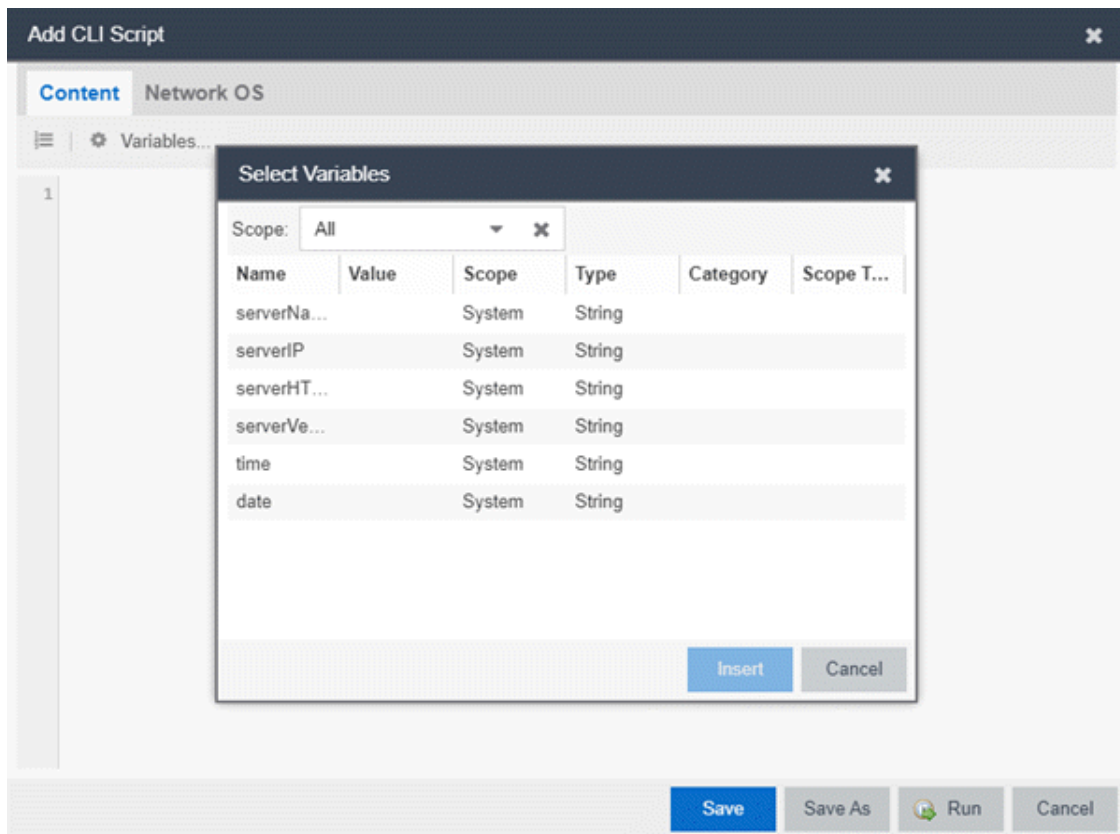 Add CLI Script
Content Network OS
Variables...
Select Variables
1
Scope: All
Name Value Scope Type Category Scope T...
serverNa... System String
serverIP System String
serverHT... System String
serverVe... System String
time System String
date System String
Insert Cancel
Save Save As Run Cancel